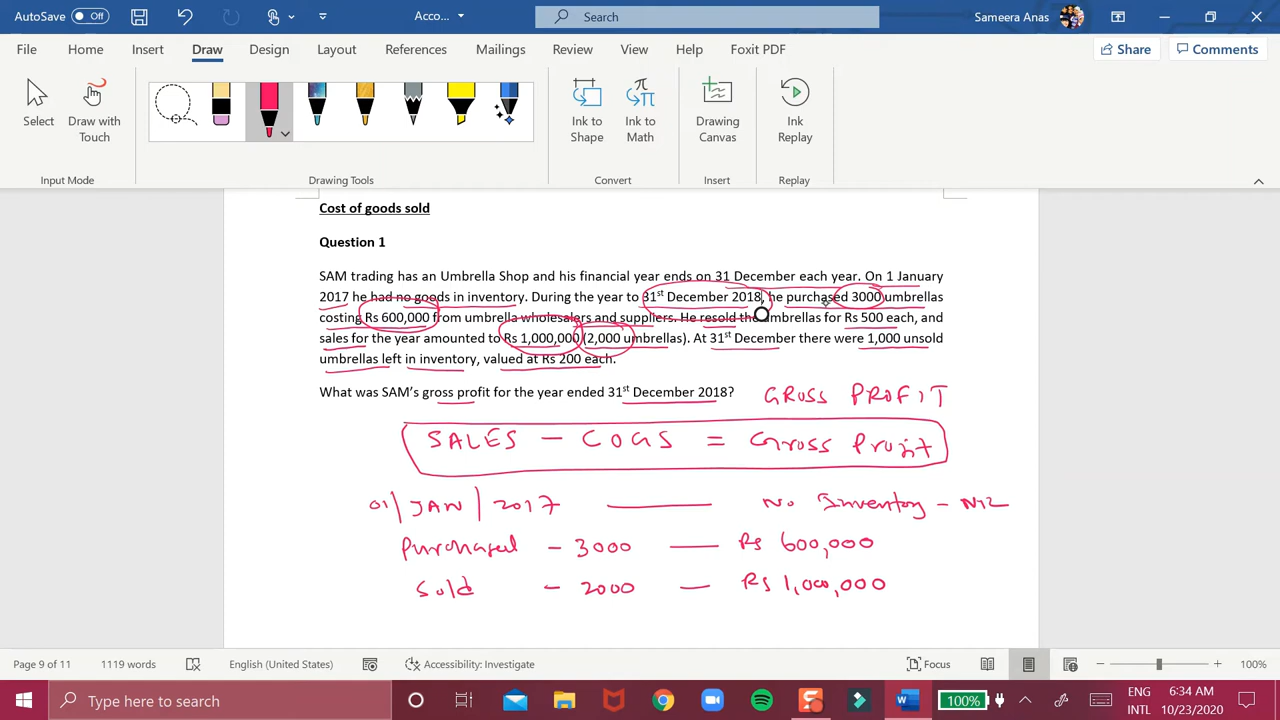 AutoSave Off Acco... Search Sameera Anas
File Home Insert Draw Design Layout References Mailings Review View Help Foxit PDF Share Comments
Select Draw with Touch Ink to Shape Ink to Math Drawing Canvas Ink Replay
Input Mode Drawing Tools Convert Insert Replay
Cost of goods sold
Question 1
SAM trading has an Umbrella Shop and his financial year ends on 31 December each year. On 1 January
2017 he had no goods in inventory. During the year to 31st December 2018, he purchased 3000 umbrellas
costing Rs 600,000 from umbrella wholesalers and suppliers. He resold the umbrellas for Rs 500 each, and
sales for the year amounted to Rs 1,000,000 (2,000 umbrellas). At 31st December there were 1,000 unsold
umbrellas left in inventory, valued at Rs 200 each.
What was SAM's gross profit for the year ended 31st December 2018?
GROSS PROFIT
SALES – COGS = Gross Profit
01/JAN/2017 — No Inventory – NIL
Purchased – 3000 — Rs 600,000
Sold – 2000 — Rs 1,000,000
Page 9 of 11 1119 words English (United States) Accessibility: Investigate Focus 100%
Type here to search 100% ENG INTL 6:34 AM 10/23/2020